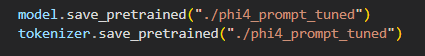 model.save_pretrained("./phi4_prompt_tuned")
tokenizer.save_pretrained("./phi4_prompt_tuned")